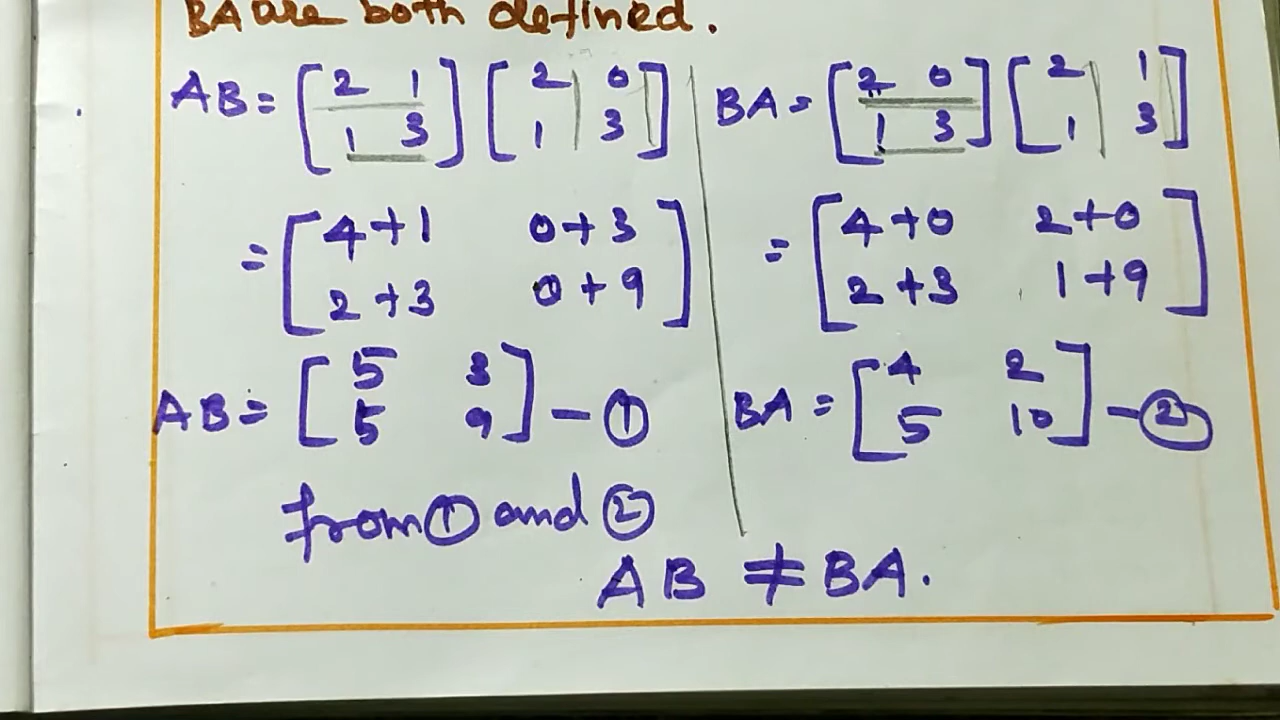 BA are both defined.
AB = [ 2 1 ] [ 2 0 ]
1 3 1 3
= [ 4+1 0+3 ]
2+3 0+9
AB = [ 5 3 ] - ①
5 9
BA = [ 2 0 ] [ 2 1 ]
1 3 1 3
= [ 4+0 2+0 ]
2+3 1+9
BA = [ 4 2 ] - ②
5 10
from ① and ②
AB ≠ BA.